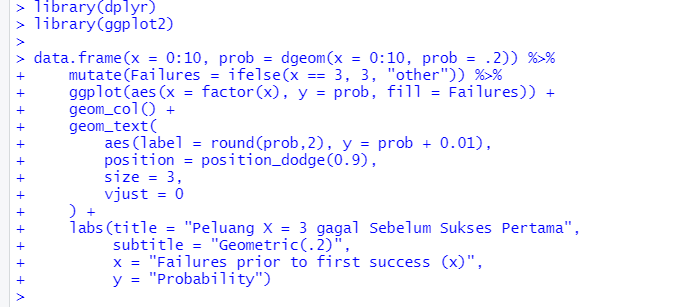 > library(dplyr)
> library(ggplot2)
>
> data.frame(x = 0:10, prob = dgeom(x = 0:10, prob = .2)) %>%
+     mutate(Failures = ifelse(x == 3, 3, "other")) %>%
+     ggplot(aes(x = factor(x), y = prob, fill = Failures)) +
+     geom_col() +
+     geom_text(
+         aes(label = round(prob,2), y = prob + 0.01),
+         position = position_dodge(0.9),
+         size = 3,
+         vjust = 0
+     ) +
+     labs(title = "Peluang X = 3 gagal Sebelum Sukses Pertama",
+          subtitle = "Geometric(.2)",
+          x = "Failures prior to first success (x)",
+          y = "Probability")
>